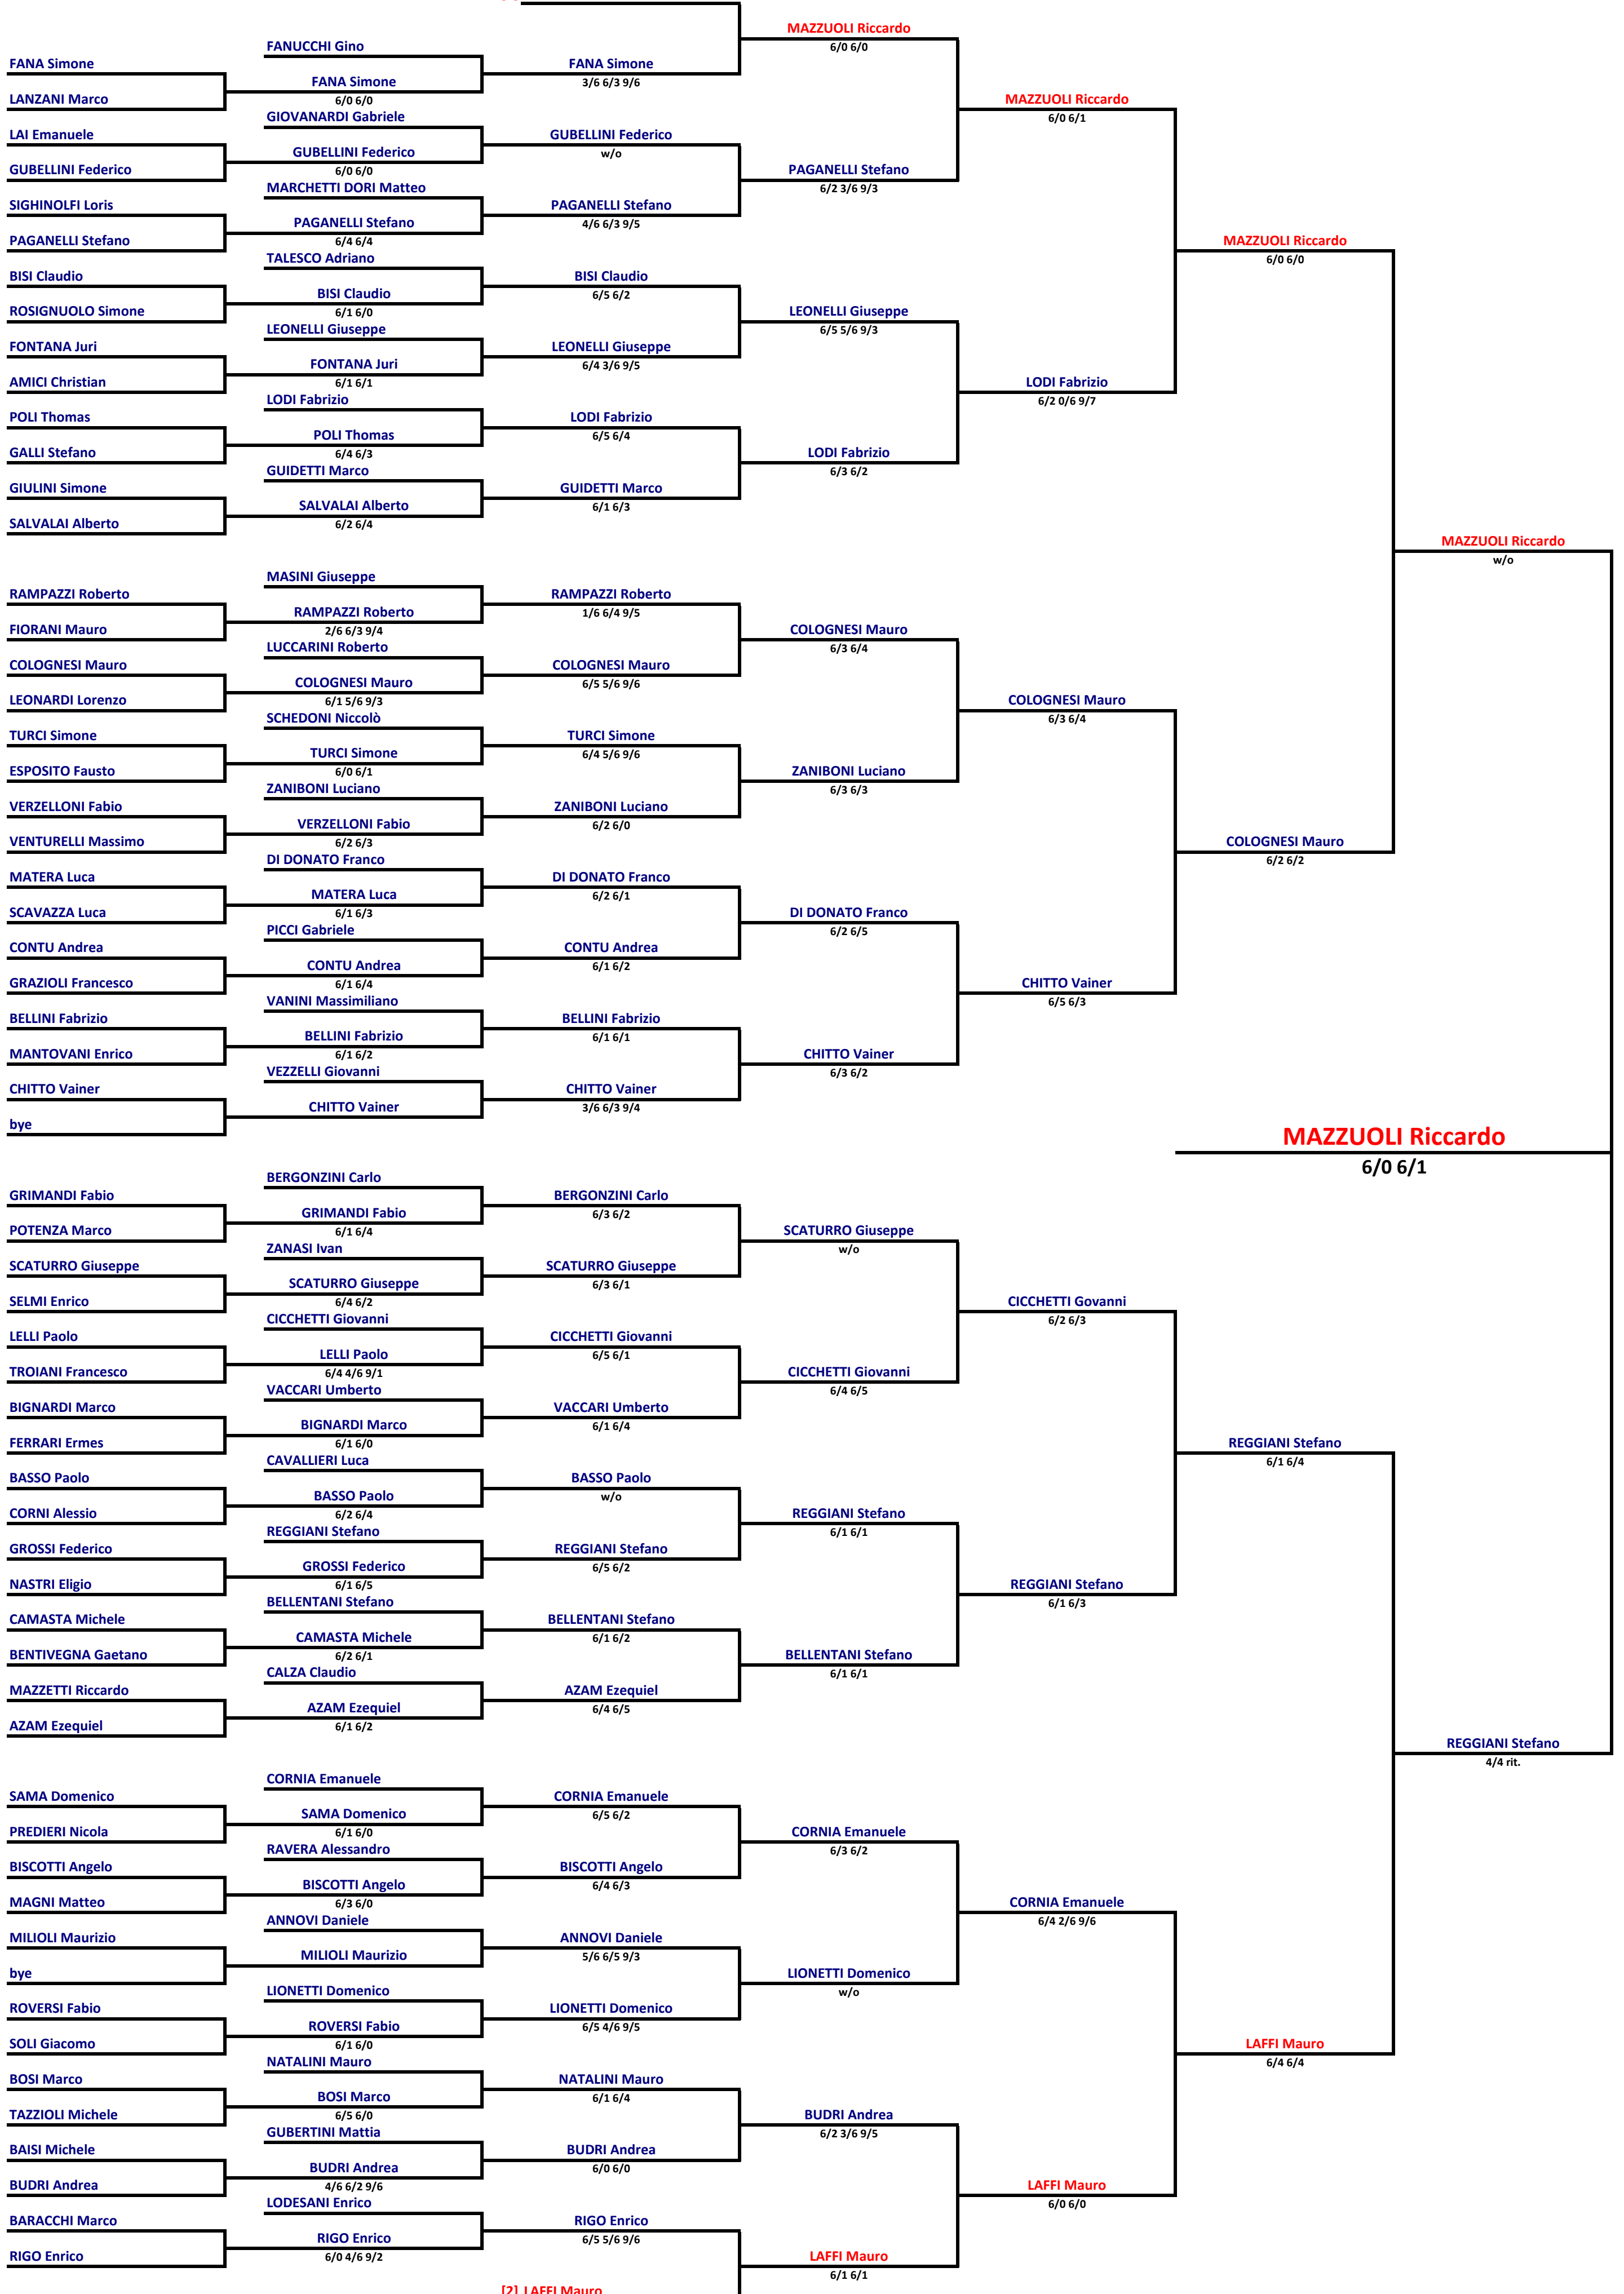 MAZZUOLI Riccardo
6/0 6/0
FANUCCHI Gino
FANA Simone
FANA Simone
3/6 6/3 9/6
FANA Simone
6/0 6/0
LANZANI Marco
MAZZUOLI Riccardo
6/0 6/1
GIOVANARDI Gabriele
LAI Emanuele
GUBELLINI Federico
w/o
GUBELLINI Federico
6/0 6/0
GUBELLINI Federico
PAGANELLI Stefano
6/2 3/6 9/3
MARCHETTI DORI Matteo
SIGHINOLFI Loris
PAGANELLI Stefano
4/6 6/3 9/5
PAGANELLI Stefano
6/4 6/4
PAGANELLI Stefano
MAZZUOLI Riccardo
6/0 6/0
TALESCO Adriano
BISI Claudio
BISI Claudio
6/5 6/2
BISI Claudio
6/1 6/0
ROSIGNUOLO Simone
LEONELLI Giuseppe
6/5 5/6 9/3
LEONELLI Giuseppe
FONTANA Juri
LEONELLI Giuseppe
6/4 3/6 9/5
FONTANA Juri
6/1 6/1
AMICI Christian
LODI Fabrizio
6/2 0/6 9/7
LODI Fabrizio
POLI Thomas
LODI Fabrizio
6/5 6/4
POLI Thomas
6/4 6/3
GALLI Stefano
LODI Fabrizio
6/3 6/2
GUIDETTI Marco
GIULINI Simone
GUIDETTI Marco
6/1 6/3
SALVALAI Alberto
6/2 6/4
SALVALAI Alberto
MAZZUOLI Riccardo
w/o
MASINI Giuseppe
RAMPAZZI Roberto
RAMPAZZI Roberto
1/6 6/4 9/5
RAMPAZZI Roberto
2/6 6/3 9/4
FIORANI Mauro
COLOGNESI Mauro
6/3 6/4
LUCCARINI Roberto
COLOGNESI Mauro
COLOGNESI Mauro
6/5 5/6 9/6
COLOGNESI Mauro
6/1 5/6 9/3
LEONARDI Lorenzo
COLOGNESI Mauro
6/3 6/4
SCHEDONI Niccolò
TURCI Simone
TURCI Simone
6/4 5/6 9/6
TURCI Simone
6/0 6/1
ESPOSITO Fausto
ZANIBONI Luciano
6/3 6/3
ZANIBONI Luciano
VERZELLONI Fabio
ZANIBONI Luciano
6/2 6/0
VERZELLONI Fabio
6/2 6/3
VENTURELLI Massimo
COLOGNESI Mauro
6/2 6/2
DI DONATO Franco
MATERA Luca
DI DONATO Franco
6/2 6/1
MATERA Luca
6/1 6/3
SCAVAZZA Luca
DI DONATO Franco
6/2 6/5
PICCI Gabriele
CONTU Andrea
CONTU Andrea
6/1 6/2
CONTU Andrea
6/1 6/4
GRAZIOLI Francesco
CHITTO Vainer
6/5 6/3
VANINI Massimiliano
BELLINI Fabrizio
BELLINI Fabrizio
6/1 6/1
BELLINI Fabrizio
6/1 6/2
MANTOVANI Enrico
CHITTO Vainer
6/3 6/2
VEZZELLI Giovanni
CHITTO Vainer
CHITTO Vainer
3/6 6/3 9/4
CHITTO Vainer
bye
MAZZUOLI Riccardo
6/0 6/1
BERGONZINI Carlo
GRIMANDI Fabio
BERGONZINI Carlo
6/3 6/2
GRIMANDI Fabio
6/1 6/4
POTENZA Marco
SCATURRO Giuseppe
w/o
ZANASI Ivan
SCATURRO Giuseppe
SCATURRO Giuseppe
6/3 6/1
SCATURRO Giuseppe
6/4 6/2
SELMI Enrico
CICCHETTI Govanni
6/2 6/3
CICCHETTI Giovanni
LELLI Paolo
CICCHETTI Giovanni
6/5 6/1
LELLI Paolo
6/4 4/6 9/1
TROIANI Francesco
CICCHETTI Giovanni
6/4 6/5
VACCARI Umberto
BIGNARDI Marco
VACCARI Umberto
6/1 6/4
BIGNARDI Marco
6/1 6/0
FERRARI Ermes
REGGIANI Stefano
6/1 6/4
CAVALLIERI Luca
BASSO Paolo
BASSO Paolo
w/o
BASSO Paolo
6/2 6/4
CORNI Alessio
REGGIANI Stefano
6/1 6/1
REGGIANI Stefano
GROSSI Federico
REGGIANI Stefano
6/5 6/2
GROSSI Federico
6/1 6/5
NASTRI Eligio
REGGIANI Stefano
6/1 6/3
BELLENTANI Stefano
CAMASTA Michele
BELLENTANI Stefano
6/1 6/2
CAMASTA Michele
6/2 6/1
BENTIVEGNA Gaetano
BELLENTANI Stefano
6/1 6/1
CALZA Claudio
MAZZETTI Riccardo
AZAM Ezequiel
6/4 6/5
AZAM Ezequiel
6/1 6/2
AZAM Ezequiel
REGGIANI Stefano
4/4 rit.
CORNIA Emanuele
SAMA Domenico
CORNIA Emanuele
6/5 6/2
SAMA Domenico
6/1 6/0
PREDIERI Nicola
CORNIA Emanuele
6/3 6/2
RAVERA Alessandro
BISCOTTI Angelo
BISCOTTI Angelo
6/4 6/3
BISCOTTI Angelo
6/3 6/0
MAGNI Matteo
CORNIA Emanuele
6/4 2/6 9/6
ANNOVI Daniele
MILIOLI Maurizio
ANNOVI Daniele
5/6 6/5 9/3
MILIOLI Maurizio
bye
LIONETTI Domenico
w/o
LIONETTI Domenico
ROVERSI Fabio
LIONETTI Domenico
6/5 4/6 9/5
ROVERSI Fabio
6/1 6/0
SOLI Giacomo
LAFFI Mauro
6/4 6/4
NATALINI Mauro
BOSI Marco
NATALINI Mauro
6/1 6/4
BOSI Marco
6/5 6/0
TAZZIOLI Michele
BUDRI Andrea
6/2 3/6 9/5
GUBERTINI Mattia
BAISI Michele
BUDRI Andrea
6/0 6/0
BUDRI Andrea
4/6 6/2 9/6
BUDRI Andrea
LAFFI Mauro
6/0 6/0
LODESANI Enrico
BARACCHI Marco
RIGO Enrico
6/5 5/6 9/6
RIGO Enrico
6/0 4/6 9/2
RIGO Enrico
LAFFI Mauro
6/1 6/1
[2] LAFFI Mauro